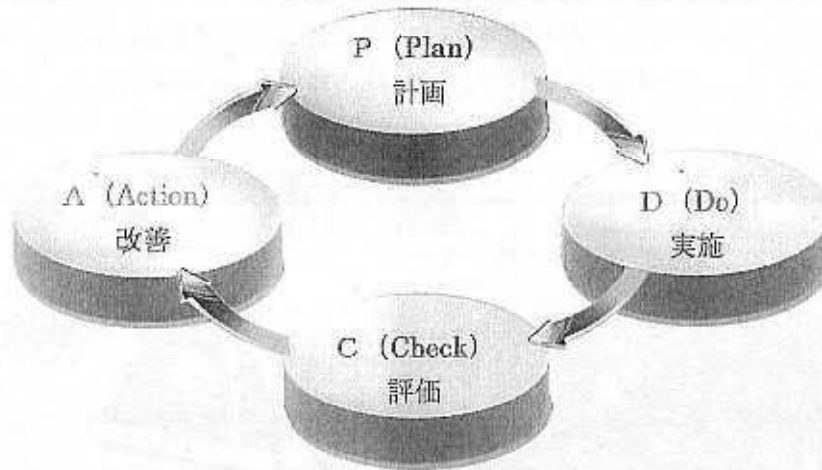 P (Plan)
計画
D (Do)
実施
C (Check)
評価
A (Action)
改善